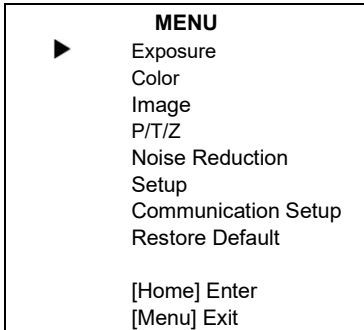 MENU
Exposure
Color
Image
P/T/Z
Noise Reduction
Setup
Communication Setup
Restore Default
[Home] Enter
[Menu] Exit